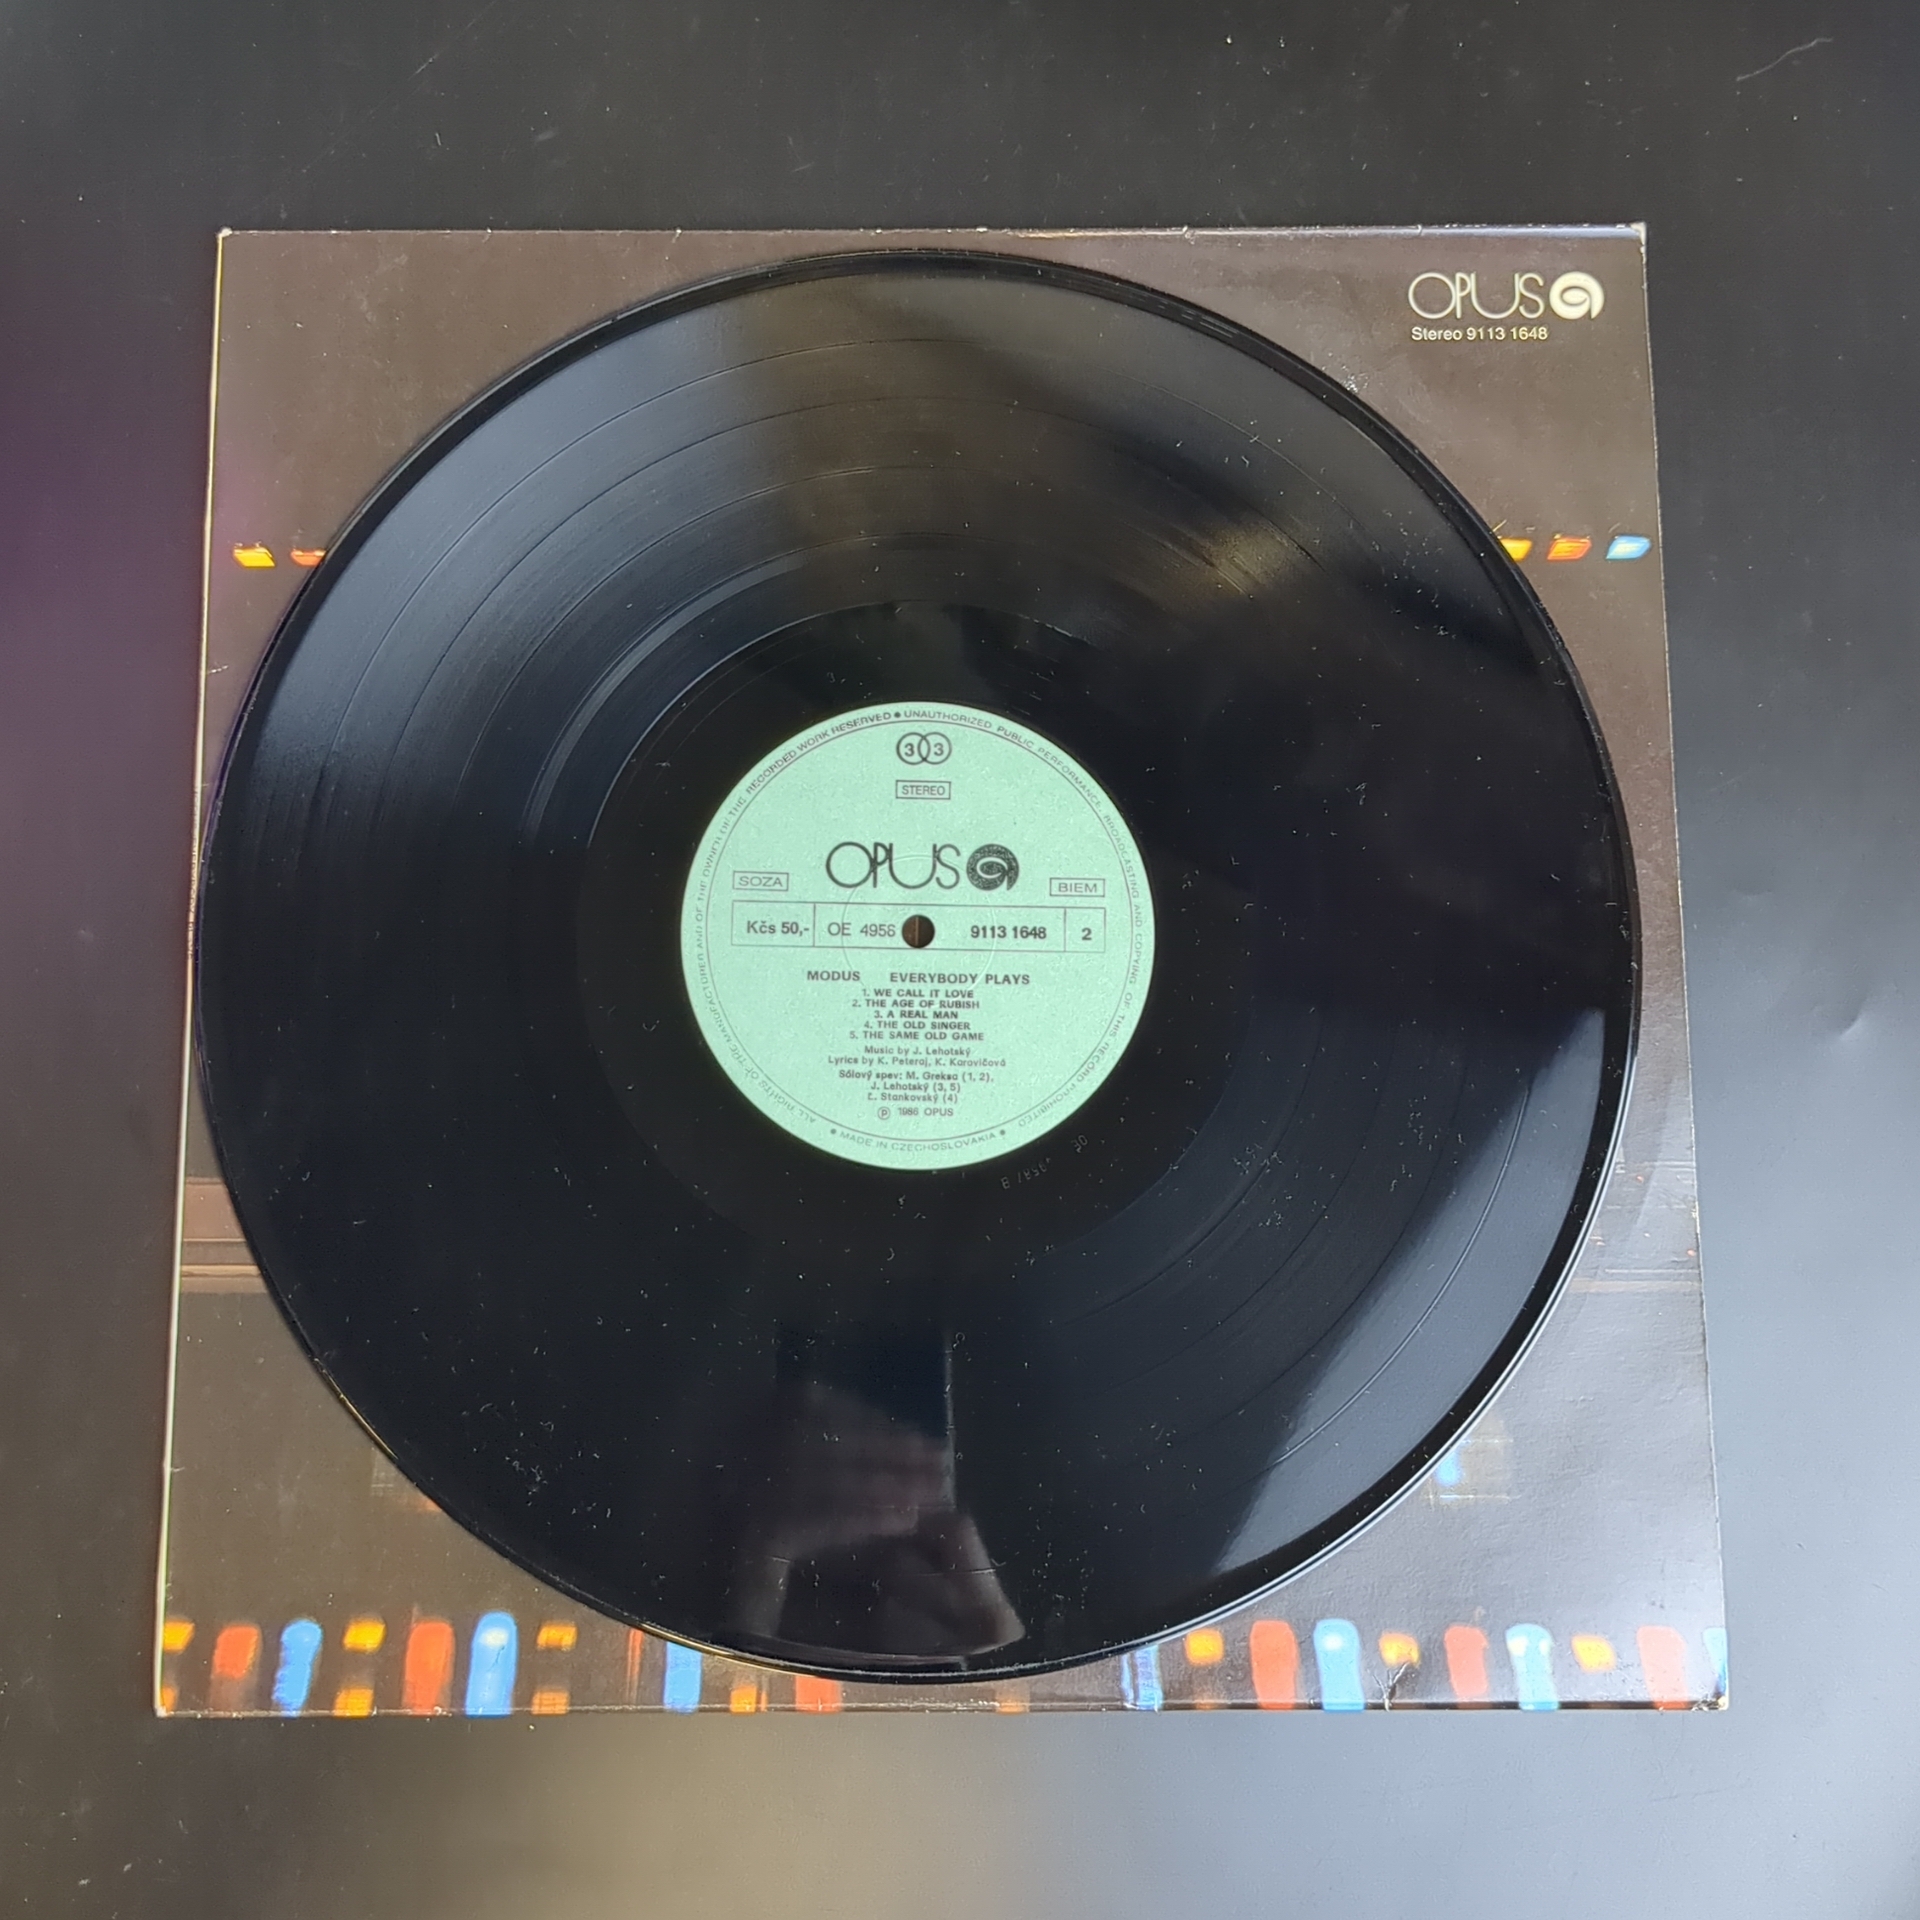 OPUS
Stereo 9113 1648
ALL RIGHTS OF THE MANUFACTURER AND OF THE OWNER OF THE RECORDED WORK RESERVED ● UNAUTHORIZED PUBLIC PERFORMANCE, BROADCASTING AND COPYING OF THIS RECORD PROHIBITED
● MADE IN CZECHOSLOVAKIA ●
33
STEREO
OPUS
SOZA BIEM
Kčs 50,- OE 4956 9113 1648 2
MODUS EVERYBODY PLAYS
1. WE CALL IT LOVE
2. THE AGE OF RUBISH
3. A REAL MAN
4. THE OLD SINGER
5. THE SAME OLD GAME
Music by J. Lehotský
Lyrics by K. Peteraj, K. Karovičová
Sólový spev: M. Greksa (1, 2),
J. Lehotský (3, 5)
Ľ. Stankovský (4)
Ⓟ 1986 OPUS